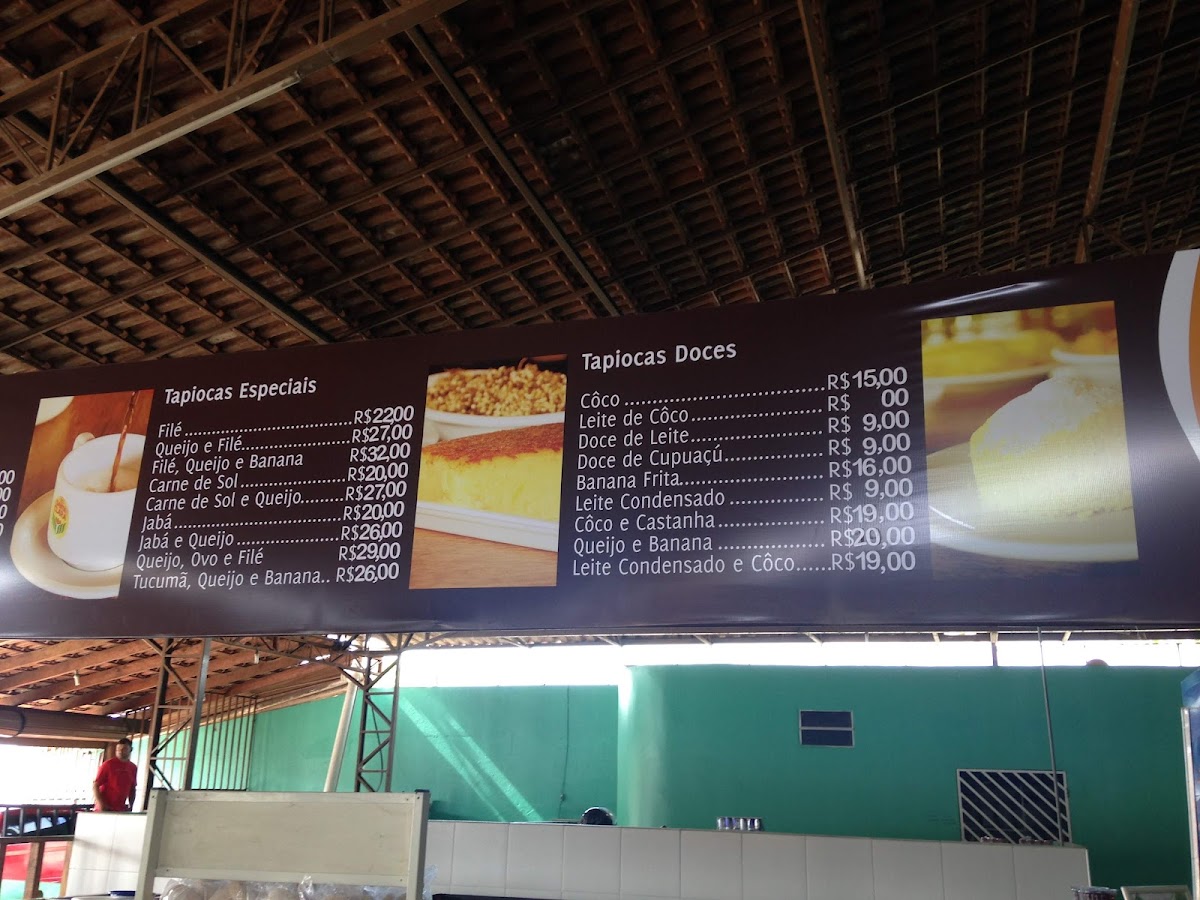 00
00
00
Tapiocas Especiais
Filé........................................R$22,00
Queijo e Filé......................R$27,00
Filé, Queijo e Banana R$32,00
Carne de Sol......................R$20,00
Carne de Sol e Queijo........R$27,00
Jabá...................................R$20,00
Jabá e Queijo.....................R$26,00
Queijo, Ovo e Filé R$29,00
Tucumã, Queijo e Banana.. R$26,00
Tapiocas Doces
Côco ......................................R$15,00
Leite de Côco.........................R$ 00
Doce de Leite.........................R$ 9,00
Doce de Cupuaçú...................R$ 9,00
Banana Frita...........................R$16,00
Leite Condensado ..................R$ 9,00
Côco e Castanha ....................R$19,00
Queijo e Banana ....................R$20,00
Leite Condensado e Côco......R$19,00